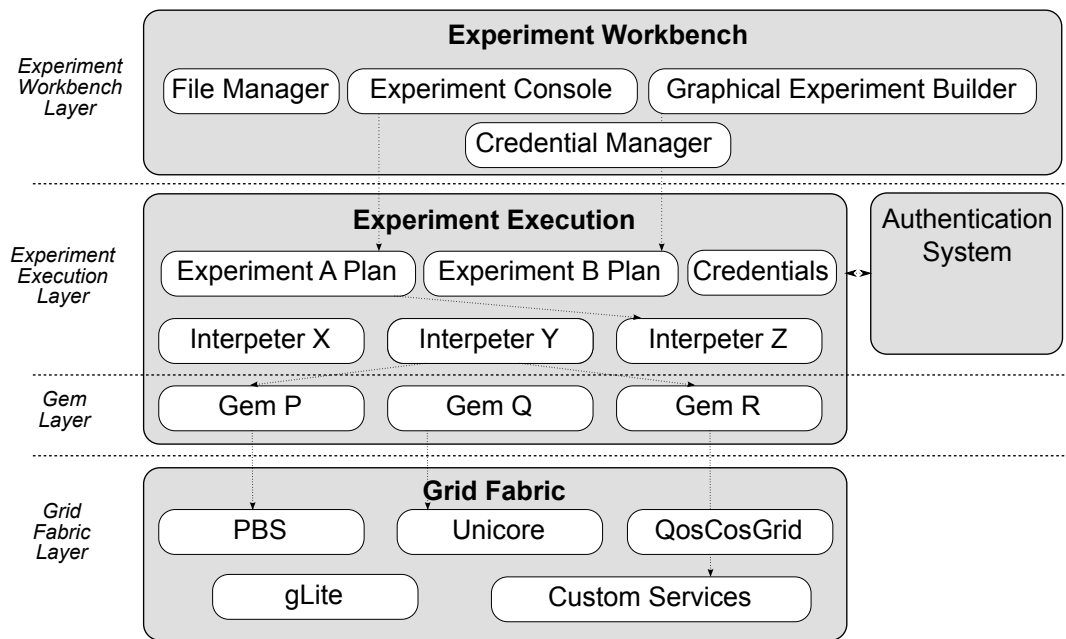 Experiment Workbench
Experiment
Workbench
Layer
File Manager
Experiment Console
Graphical Experiment Builder
Credential Manager
Experiment Execution
Authentication
System
Experiment
Execution
Layer
Experiment A Plan
Experiment B Plan
Credentials
Interpeter X
Interpeter Y
Interpeter Z
Gem
Layer
Gem P
Gem Q
Gem R
Grid Fabric
Grid
Fabric
Layer
PBS
Unicore
QosCosGrid
gLite
Custom Services